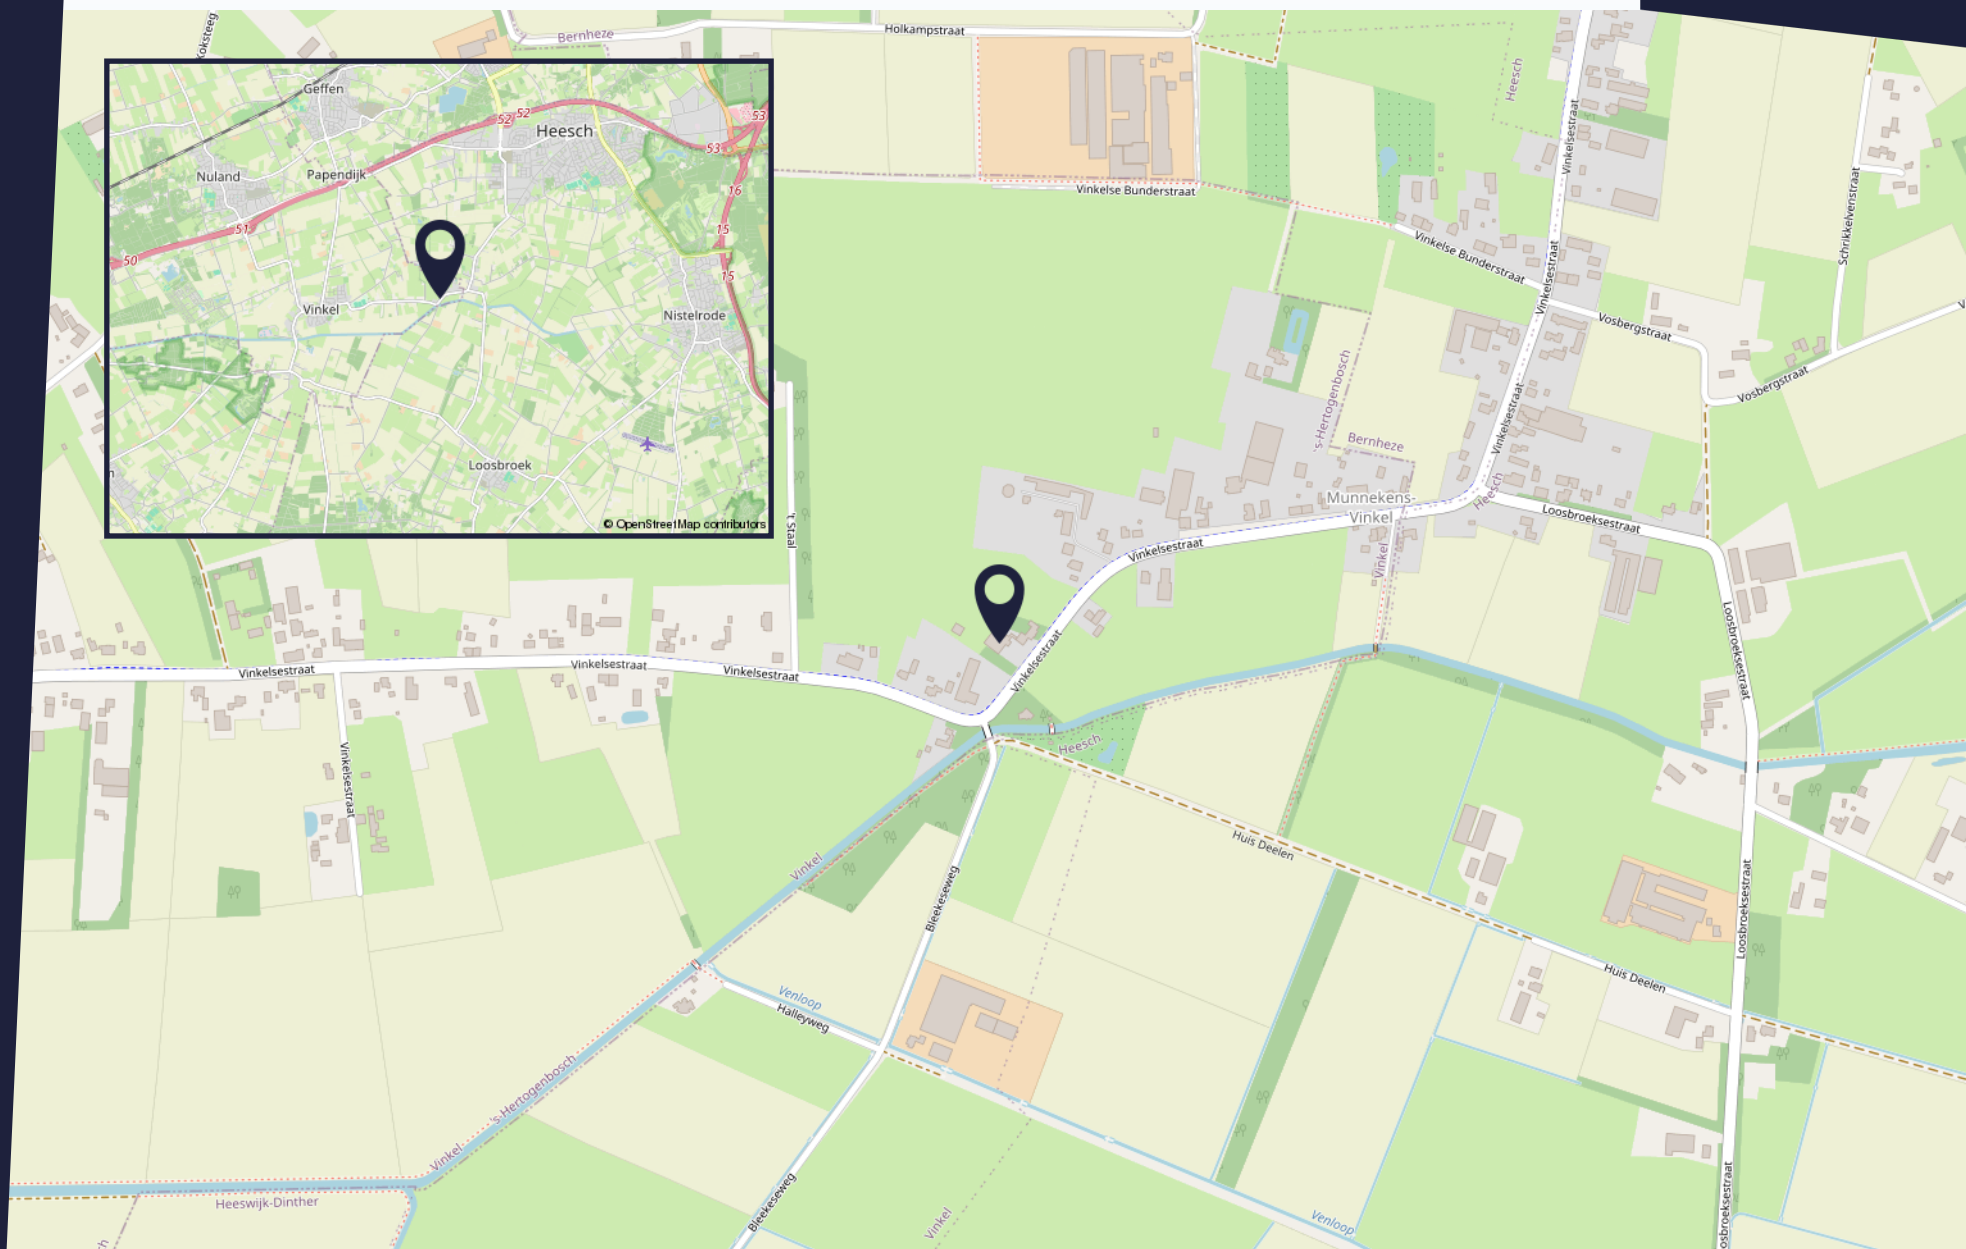 Koksteeg
Bernheze
Holkampstraat
Heesch
Vinkelsestraat
Geffen
52
52
Heesch
53
53
Nuland
Papendijk
16
51
15
50
15
Vinkel
Nistelrode
Loosbroek
© OpenStreetMap contributors
Vinkelse Bunderstraat
Vinkelse Bunderstraat
Schrikkelvenstraat
Vinkelsestraat
Vosbergstraat
Vosbergstraat
's-Hertogenbosch
Bernheze
Vinkelsestraat
Munnekens-
Vinkel
Heesch
Loosbroeksestraat
't Staal
Vinkelsestraat
Vinkel
Loosbroeksestraat
Vinkelsestraat
Vinkelsestraat
Vinkelsestraat
Vinkelsestraat
Vinkelsestraat
Heesch
Huis Deelen
Vinkel
Bleekeseweg
Loosbroeksestraat
Huis Deelen
Venloop
Halleyweg
's-Hertogenbosch
Vinkel
Heeswijk-Dinther
Bleekeseweg
Vinkel
Venloop
osbroeksestraat